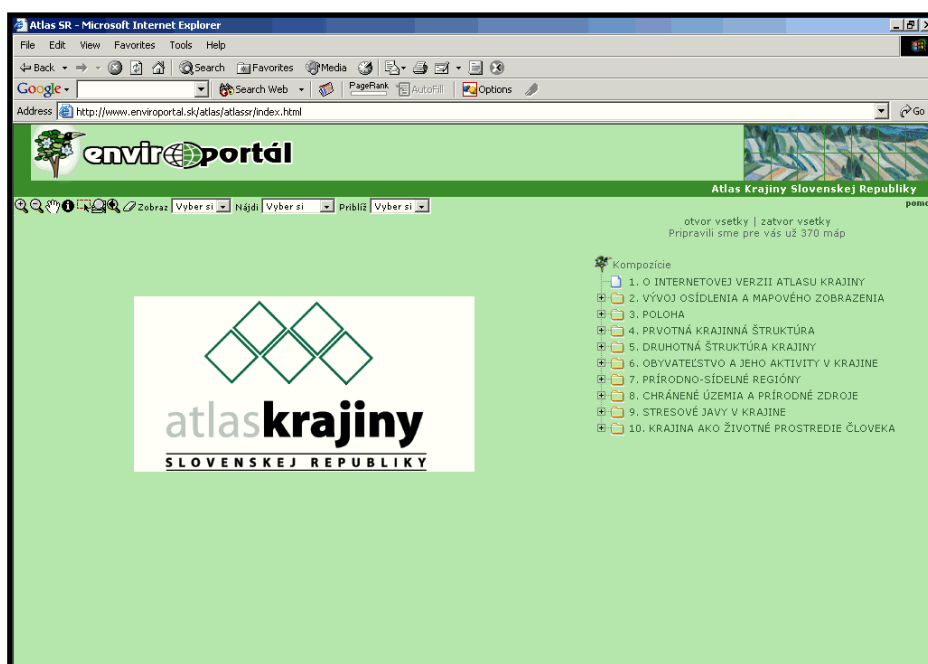 Atlas SR - Microsoft Internet Explorer
File Edit View Favorites Tools Help
Back Search Favorites Media
Google Search Web PageRank AutoFill Options
Address http://www.enviroportal.sk/atlas/atlassr/index.html Go
enviroportál
Atlas Krajiny Slovenskej Republiky
Zobraz Vyber si Nájdi Vyber si Priblíž Vyber si
otvor vsetky | zatvor vsetky
Pripravili sme pre vás už 370 máp
Kompozície
1. O INTERNETOVEJ VERZII ATLASU KRAJINY
2. VÝVOJ OSÍDLENIA A MAPOVÉHO ZOBRAZENIA
3. POLOHA
4. PRVOTNÁ KRAJINNÁ ŠTRUKTÚRA
5. DRUHOTNÁ ŠTRUKTÚRA KRAJINY
6. OBYVATEĽSTVO A JEHO AKTIVITY V KRAJINE
7. PRÍRODNO-SÍDELNÉ REGIÓNY
8. CHRÁNENÉ ÚZEMIA A PRÍRODNÉ ZDROJE
9. STRESOVÉ JAVY V KRAJINE
10. KRAJINA AKO ŽIVOTNÉ PROSTREDIE ČLOVEKA
atlaskrajiny
SLOVENSKEJ REPUBLIKY